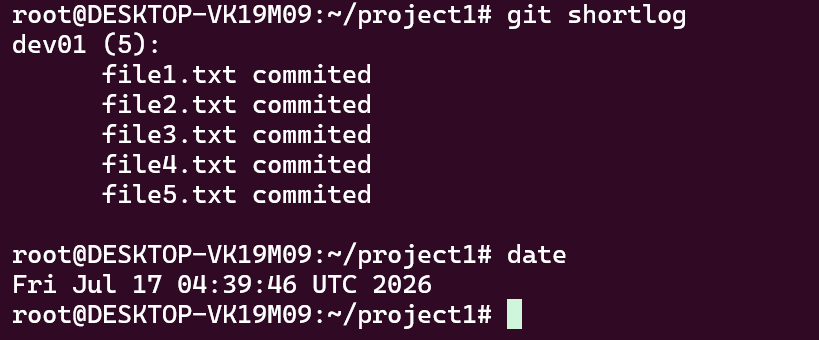 root@DESKTOP-VK19M09:~/project1# git shortlog
dev01 (5):
      file1.txt commited
      file2.txt commited
      file3.txt commited
      file4.txt commited
      file5.txt commited

root@DESKTOP-VK19M09:~/project1# date
Fri Jul 17 04:39:46 UTC 2026
root@DESKTOP-VK19M09:~/project1#